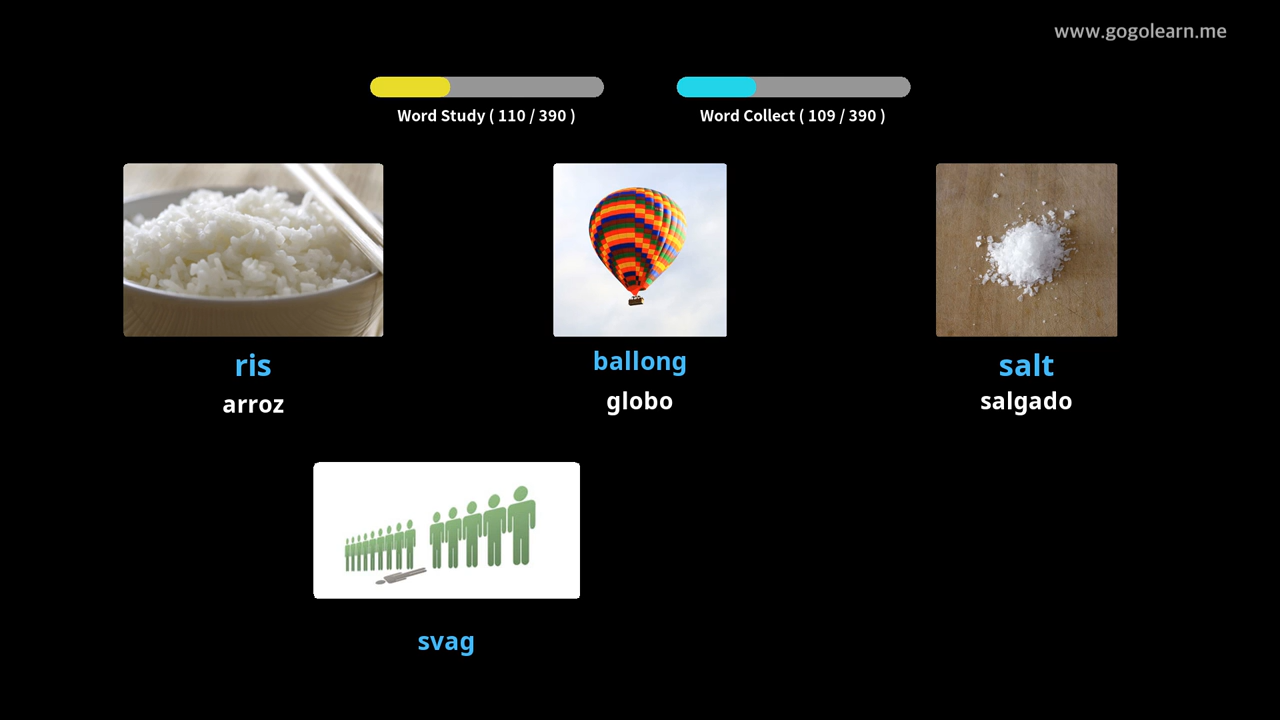 www.gogolearn.me
Word Study ( 110 / 390 )
Word Collect ( 109 / 390 )
ris
arroz
ballong
globo
salt
salgado
svag